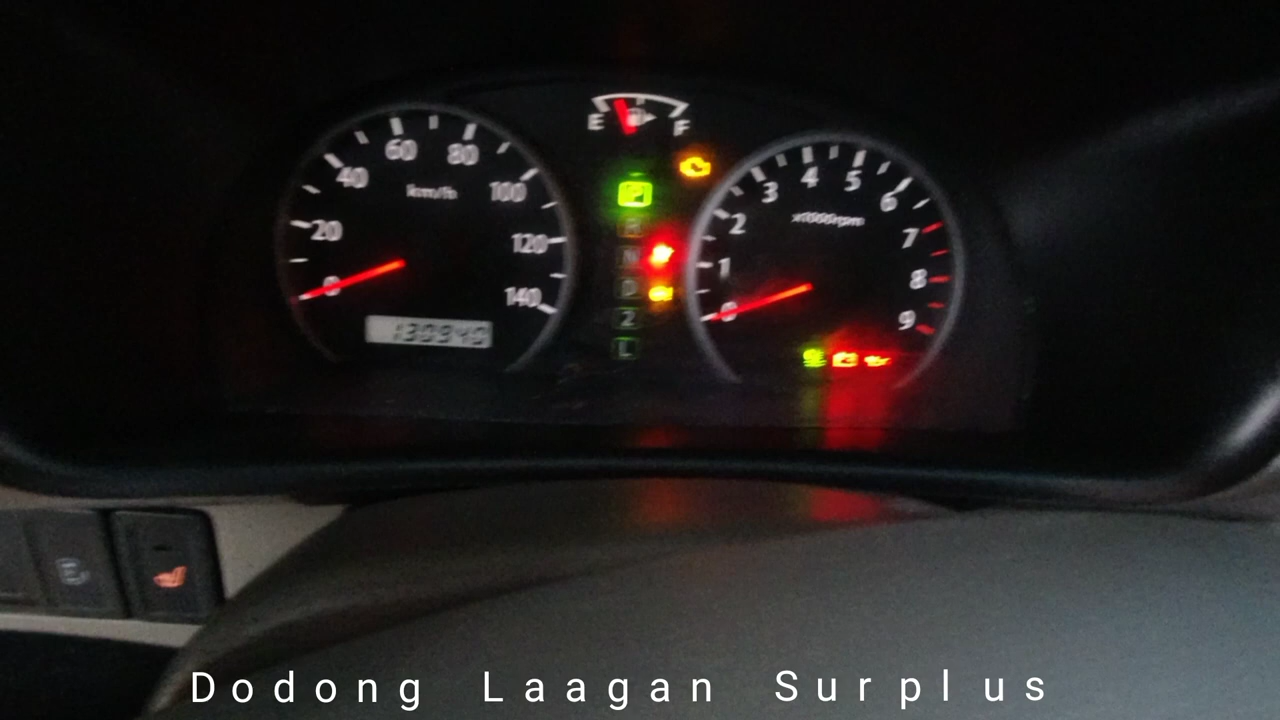 E F
20 40 60 80 100 120 140
km/h
0
130940
P
R
N
D
2
L
0 1 2 3 4 5 6 7 8 9
x1000rpm
Dodong Laagan Surplus